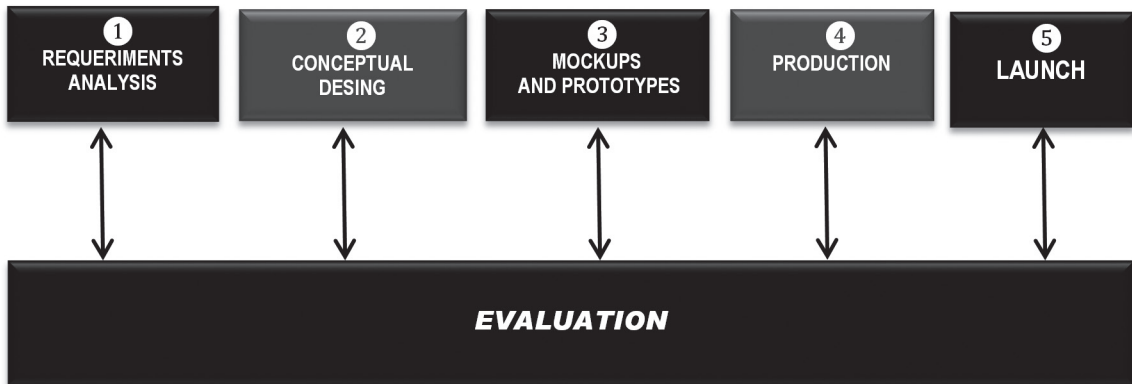 1
REQUERIMENTS
ANALYSIS
2
CONCEPTUAL
DESING
3
MOCKUPS
AND PROTOTYPES
4
PRODUCTION
5
LAUNCH
EVALUATION